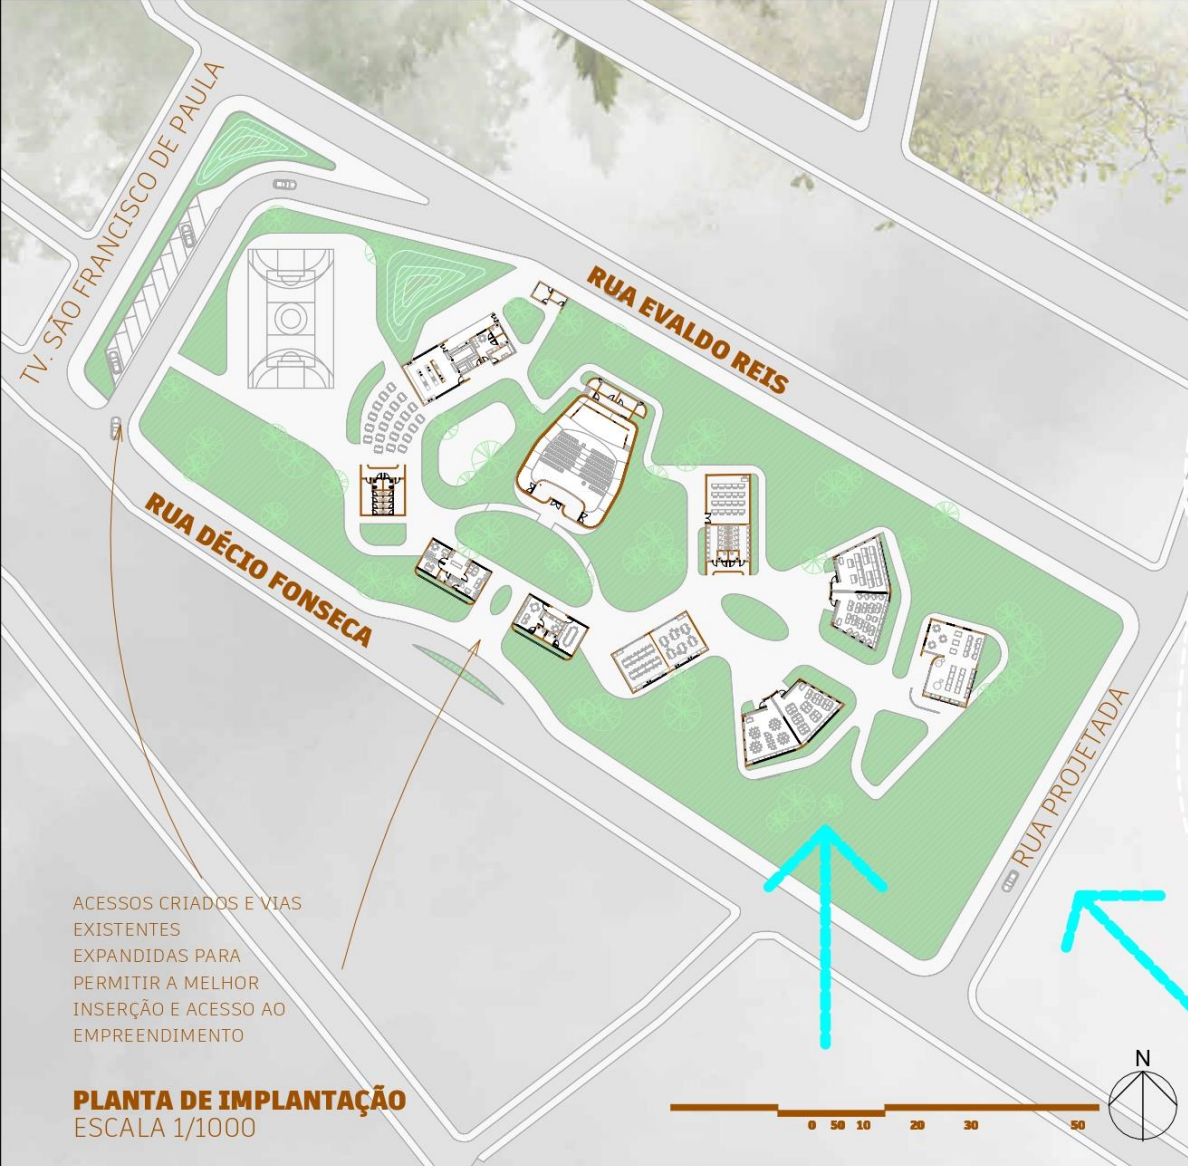 TV. SÃO FRANCISCO DE PAULA
RUA EVALDO REIS
RUA DÉCIO FONSECA
RUA PROJETADA
ACESSOS CRIADOS E VIAS
EXISTENTES
EXPANDIDAS PARA
PERMITIR A MELHOR
INSERÇÃO E ACESSO AO
EMPREENDIMENTO
PLANTA DE IMPLANTAÇÃO
ESCALA 1/1000
N
0 50 10 20 30 50